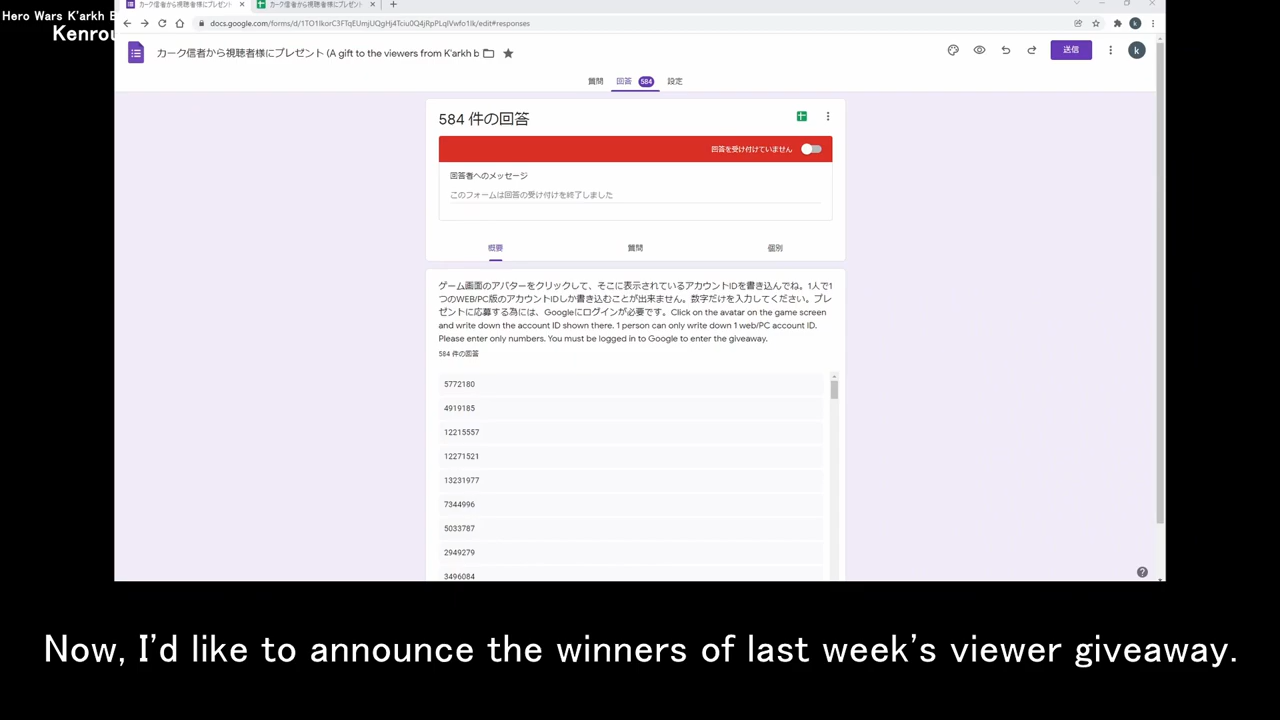 Hero Wars K'arkh
Kenrou
カーク信者から視聴者様にプレゼント
カーク信者から視聴者様にプレゼント
docs.google.com/forms/d/1TO1IkorC3FTqEUmjUQgHj4Tciu0Q4jRpPLqlVwfo1Ik/edit#responses
カーク信者から視聴者様にプレゼント (A gift to the viewers from K'arkh b
送信
k
質問 回答 584 設定
584 件の回答
回答を受け付けていません
回答者へのメッセージ
このフォームは回答の受け付けを終了しました
概要 質問 個別
ゲーム画面のアバターをクリックして、そこに表示されているアカウントIDを書き込んでね。1人で1
つのWEB/PC版のアカウントIDしか書き込むことが出来ません。数字だけを入力してください。プレ
ゼントに応募する為には、Googleにログインが必要です。Click on the avatar on the game screen
and write down the account ID shown there. 1 person can only write down 1 web/PC account ID.
Please enter only numbers. You must be logged in to Google to enter the giveaway.
584 件の回答
5772180
4919185
12215557
12271521
13231977
7344996
5033787
2949279
3496084
Now, I'd like to announce the winners of last week's viewer giveaway.